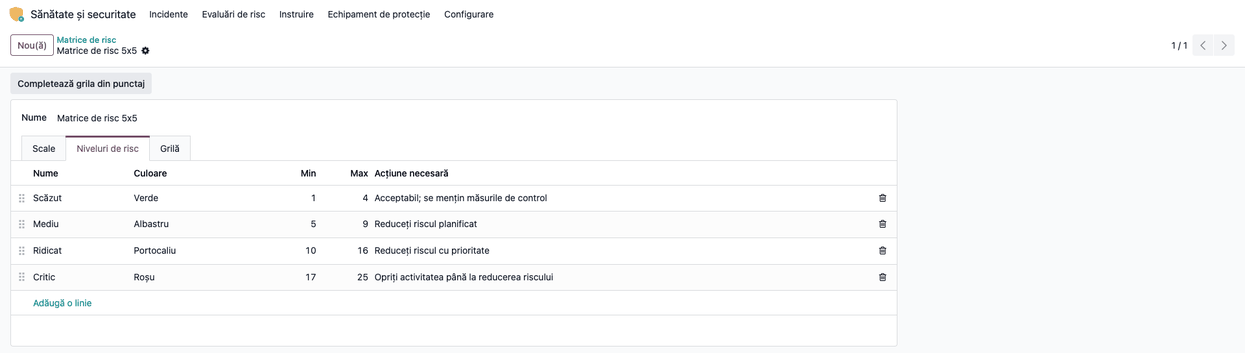 Sănătate și securitate Incidente Evaluări de risc Instruire Echipament de protecție Configurare
Nou(ă) Matrice de risc
Matrice de risc 5x5
1 / 1
Completează grila din punctaj
Nume Matrice de risc 5x5
Scale Niveluri de risc Grilă
Nume Culoare Min Max Acțiune necesară
Scăzut Verde 1 4 Acceptabil; se mențin măsurile de control
Mediu Albastru 5 9 Reduceți riscul planificat
Ridicat Portocaliu 10 16 Reduceți riscul cu prioritate
Critic Roșu 17 25 Opriți activitatea până la reducerea riscului
Adăugă o linie